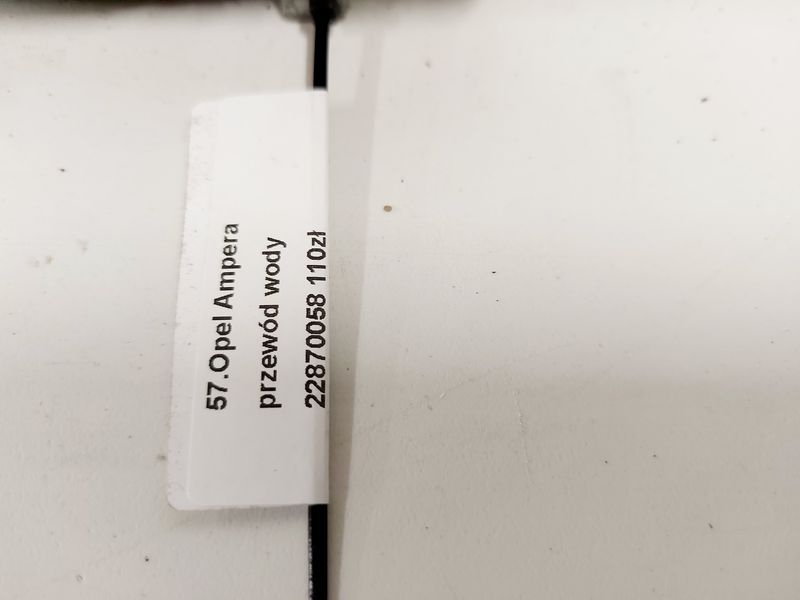 57.Opel Ampera
przewód wody
22870058 110zł